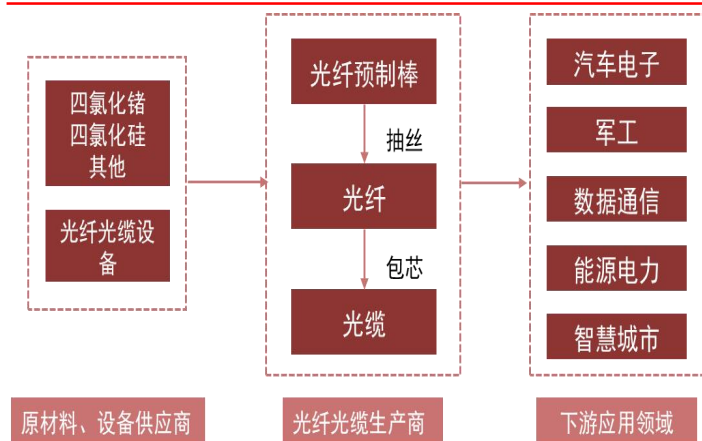 四氯化锗
四氯化硅
其他
光纤光缆设
备
原材料、设备供应商
光纤预制棒
抽丝
光纤
包芯
光缆
光纤光缆生产商
汽车电子
军工
数据通信
能源电力
智慧城市
下游应用领域